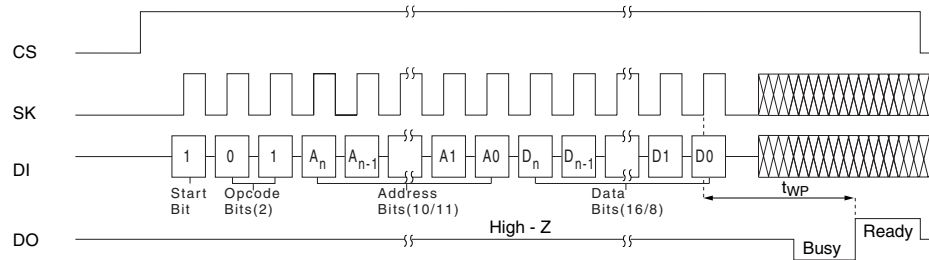 CS
SK
DI
1 0 1 An An-1 A1 A0 Dn Dn-1 D1 D0
Start Bit
Opcode Bits(2)
Address Bits(10/11)
Data Bits(16/8)
tWP
DO
High - Z
Busy
Ready